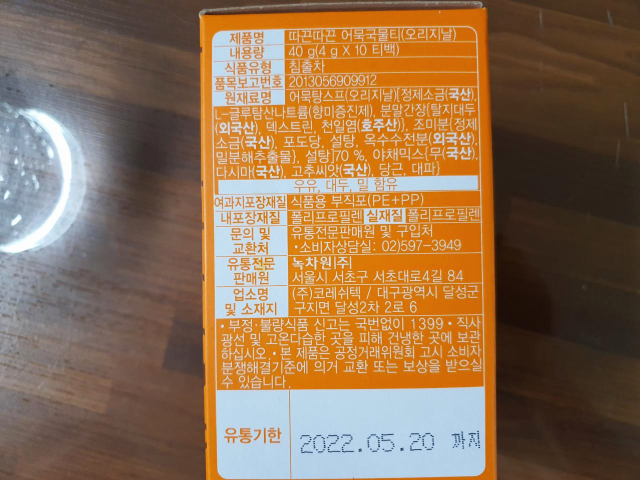 제품명 따끈따끈 어묵국물티(오리지날)
내용량 40 g(4 g X 10 티백)
식품유형 침출차
품목보고번호 2013056909912
원재료명 어묵탕스프(오리지날)[정제소금(국산),
L-글루탐산나트륨(향미증진제), 분말간장{탈지대두
(외국산), 덱스트린, 천일염(호주산)}, 조미분{정제
소금(국산), 포도당, 설탕, 옥수수전분(외국산),
밀분해추출물}, 설탕]70 %, 야채믹스{무(국산),
다시마(국산), 고추씨앗(국산), 당근, 대파}
우유, 대두, 밀 함유
여과지포장재질 식품용 부직포(PE+PP)
내포장재질 폴리프로필렌 실재질 폴리프로필렌
문의 및 유통전문판매원 및 구입처
교환처 •소비자상담실: 02)597-3949
유통전문 녹차원|주|
판매원 서울시 서초구 서초대로4길 84
업소명 (주)코레쉬텍 / 대구광역시 달성군
및 소재지 구지면 달성2차 2로 6
•부정·불량식품 신고는 국번없이 1399 •직사
광선 및 고온다습한 곳을 피해 건냉한 곳에 보관
하십시오. •본 제품은 공정거래위원회 고시 소비자
분쟁해결기준에 의거 교환 또는 보상을 받으실
수 있습니다.
유통기한 2022.05.20 까지